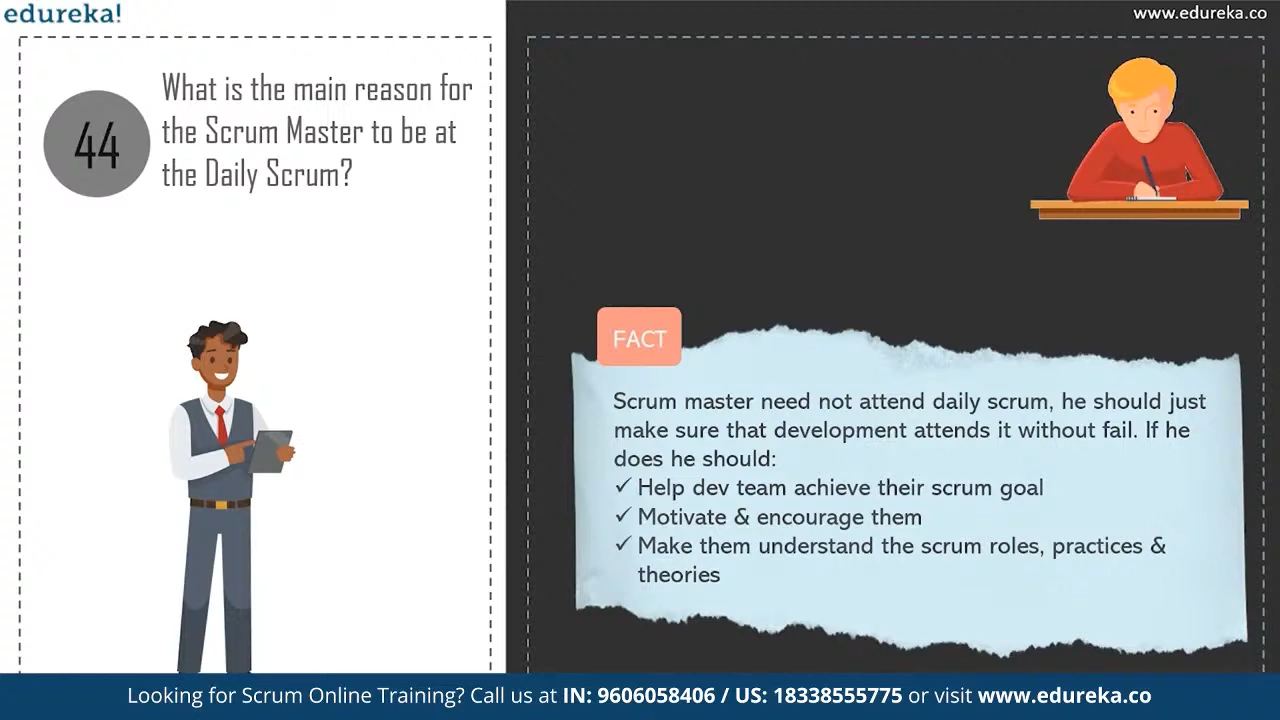 edureka!
www.edureka.co
44
What is the main reason for
the Scrum Master to be at
the Daily Scrum?
FACT
Scrum master need not attend daily scrum, he should just
make sure that development attends it without fail. If he
does he should:
✓ Help dev team achieve their scrum goal
✓ Motivate & encourage them
✓ Make them understand the scrum roles, practices &
theories
Looking for Scrum Online Training? Call us at IN: 9606058406 / US: 18338555775 or visit www.edureka.co